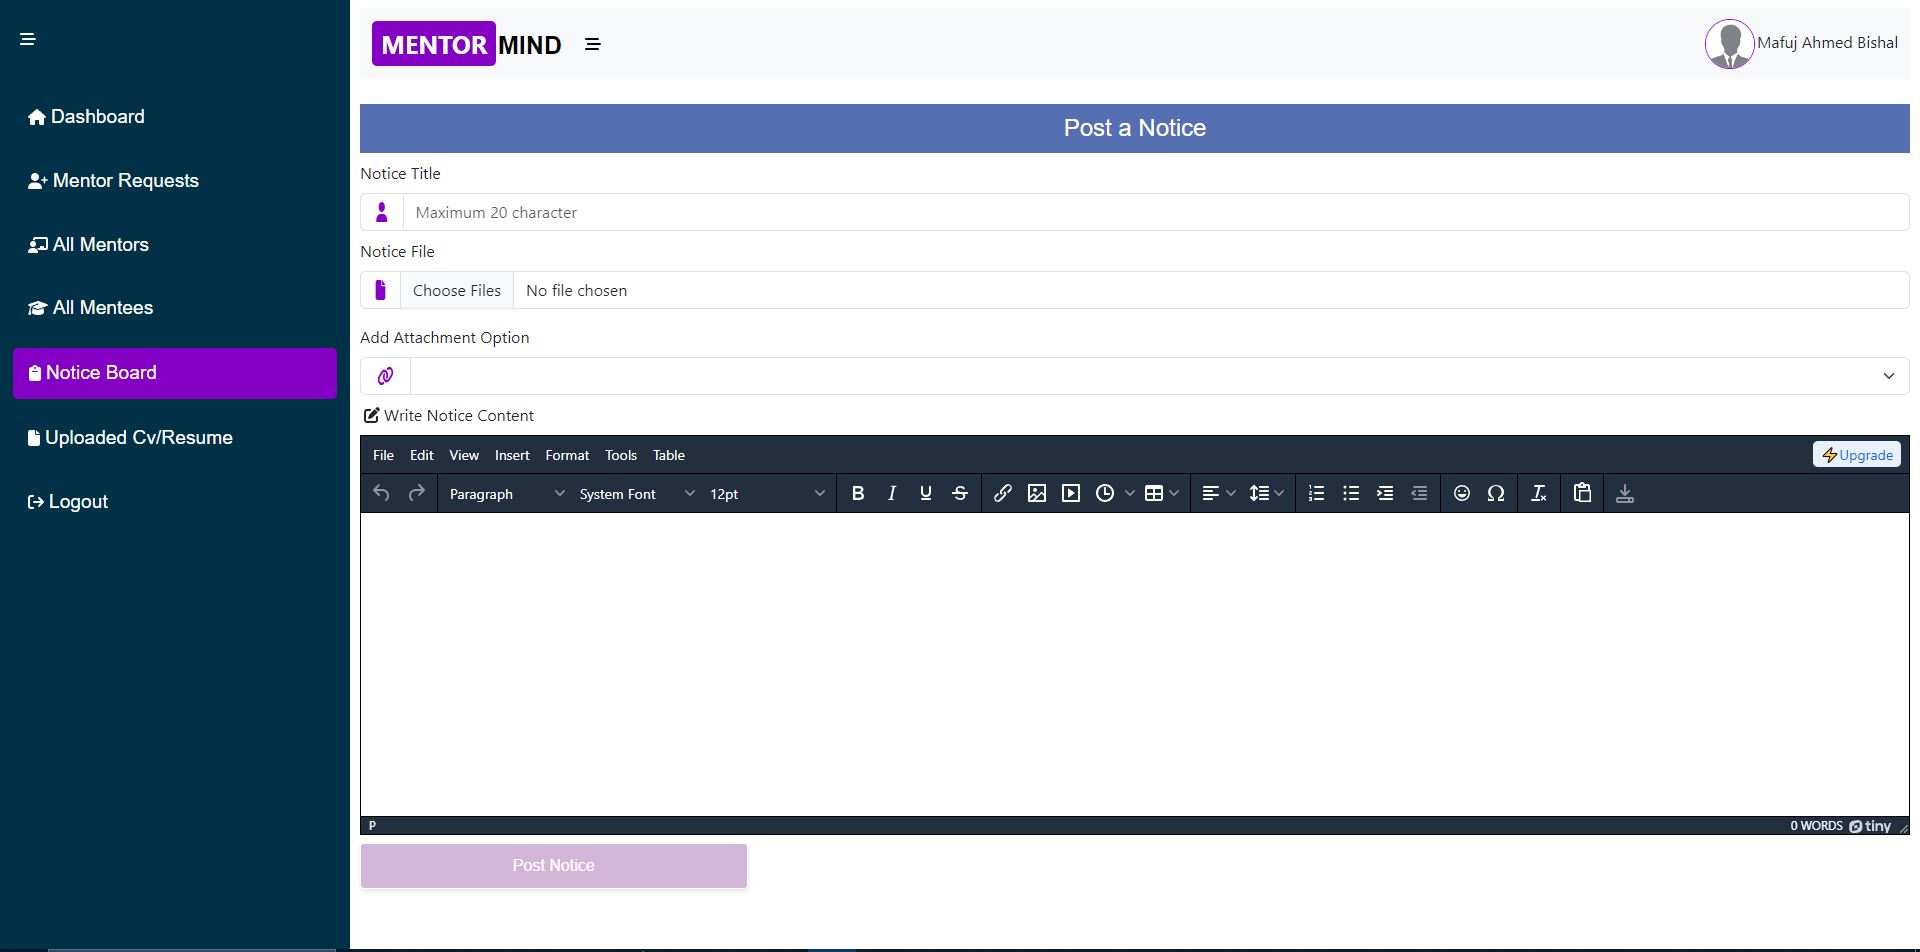 MENTOR MIND
Mafuj Ahmed Bishal
Dashboard
Mentor Requests
All Mentors
All Mentees
Notice Board
Uploaded Cv/Resume
Logout
Post a Notice
Notice Title
Maximum 20 character
Notice File
Choose Files No file chosen
Add Attachment Option
Write Notice Content
File Edit View Insert Format Tools Table
Upgrade
Paragraph System Font 12pt
P
0 WORDS tiny
Post Notice